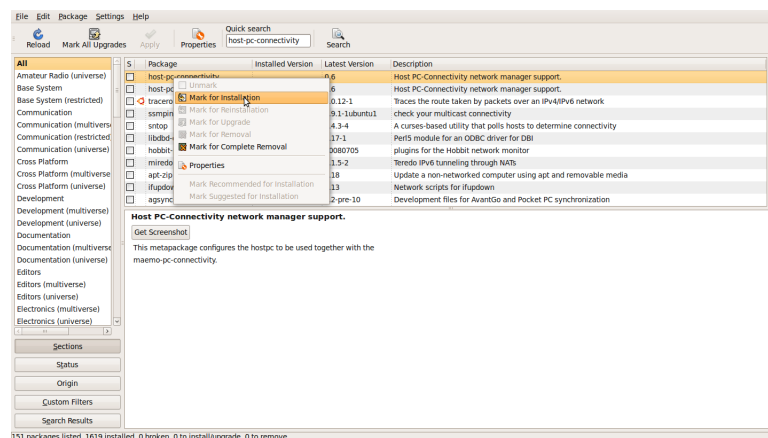 File Edit Package Settings Help
Reload Mark All Upgrades Apply Properties Quick search host-pc-connectivity Search
All
Amateur Radio (universe)
Base System
Base System (restricted)
Communication
Communication (multivers
Communication (restricted
Communication (universe)
Cross Platform
Cross Platform (multiverse
Cross Platform (universe)
Development
Development (multiverse)
Development (universe)
Documentation
Documentation (multiverse
Documentation (universe)
Editors
Editors (multiverse)
Editors (universe)
Electronics (multiverse)
Electronics (universe)
Sections
Status
Origin
Custom Filters
Search Results
S Package Installed Version Latest Version Description
host-pc-connectivity 0.6 Host PC-Connectivity network manager support.
host-pc .6 Host PC-Connectivity network manager support.
tracero .0.12-1 Traces the route taken by packets over an IPv4/IPv6 network
ssmpin .9.1-1ubuntu1 check your multicast connectivity
sntop .4.3-4 A curses-based utility that polls hosts to determine connectivity
libdbd- .17-1 Perl5 module for an ODBC driver for DBI
hobbit- 0080705 plugins for the Hobbit network monitor
miredo .1.5-2 Teredo IPv6 tunneling through NATs
apt-zip .18 Update a non-networked computer using apt and removable media
ifupdow .13 Network scripts for ifupdown
agsync .2-pre-10 Development files for AvantGo and Pocket PC synchronization
Unmark
Mark for Installation
Mark for Reinstallation
Mark for Upgrade
Mark for Removal
Mark for Complete Removal
Properties
Mark Recommended for Installation
Mark Suggested for Installation
Host PC-Connectivity network manager support.
Get Screenshot
This metapackage configures the hostpc to be used together with the
maemo-pc-connectivity.
151 packages listed, 1619 installed, 0 broken, 0 to install/upgrade, 0 to remove